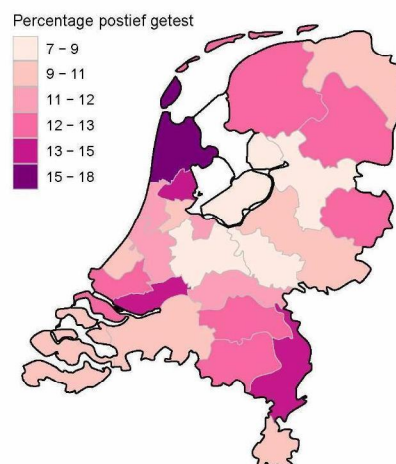 Percentage postief getest
7 – 9
9 – 11
11 – 12
12 – 13
13 – 15
15 – 18